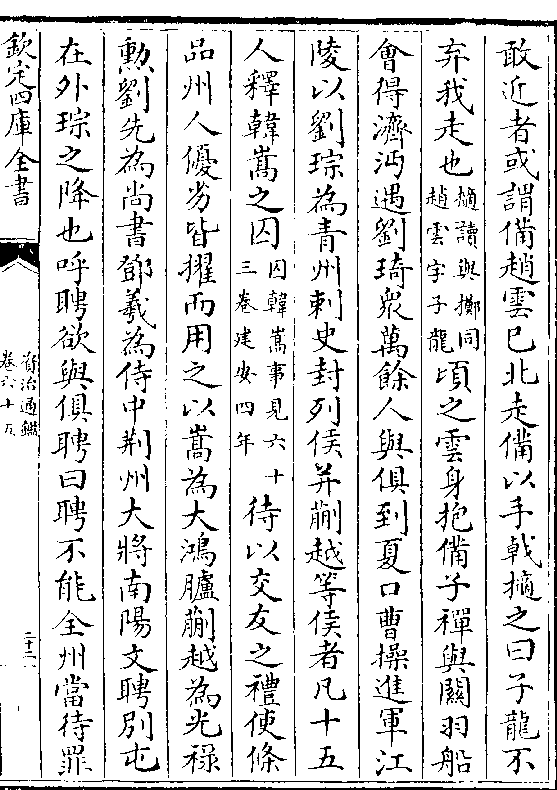 敢近者或謂備趙雲已北走備以手戟擿之曰子龍不
弃我走也擿讀與擲同趙雲字子龍頃之雲身抱備子禪與關羽船
會得濟沔遇劉琦衆萬餘人與俱到夏口曹操進軍江
陵以劉琮為青州刺史封列侯并蒯越等侯者凡十五
人釋韓嵩之囚囚韓嵩事見六十三卷建安四年待以交友之禮使條
品州人優劣皆擢而用之以嵩為大鴻臚蒯越為光祿
勲劉先為尚書鄧羲為侍中荆州大將南陽文聘别屯
在外琮之降也呼聘欲與俱聘曰聘不能全州當待罪
欽定四庫全書
資治通鑑
卷六十五
二十二